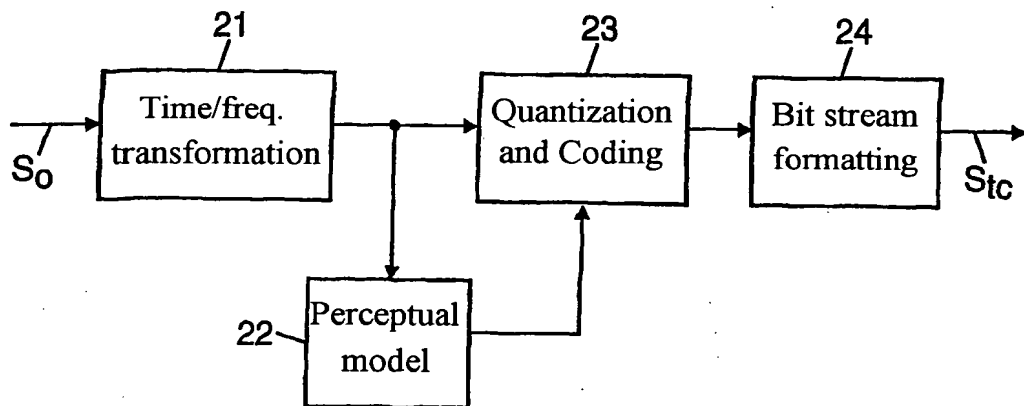 21
23
24
Time/freq.
transformation
Quantization
and Coding
Bit stream
formatting
So
Stc
22
Perceptual
model